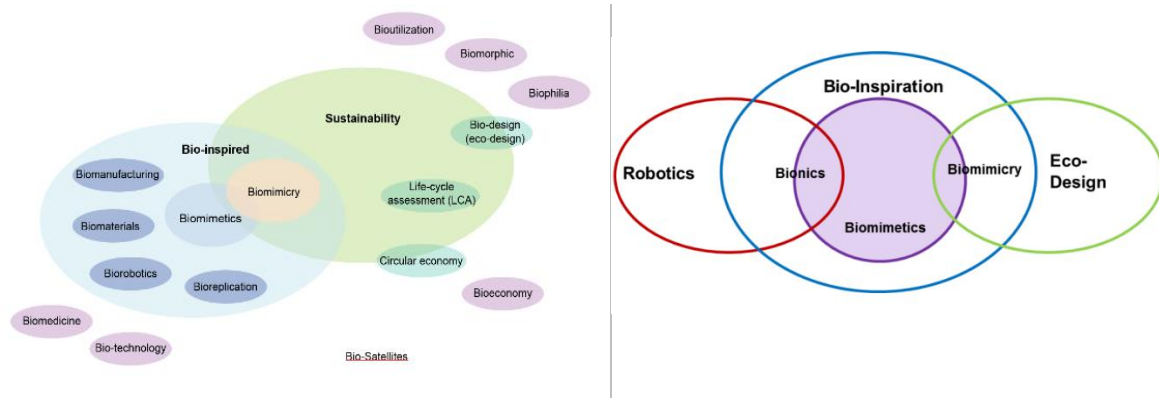 Bioutilization
Biomorphic
Biophilia
Sustainability
Bio-design
(eco-design)
Bio-inspired
Biomanufacturing
Biomimicry
Life-cycle
assessment (LCA)
Biomimetics
Biomaterials
Circular economy
Biorobotics
Bioreplication
Bioeconomy
Biomedicine
Bio-technology
Bio-Satellites
Bio-Inspiration
Robotics
Bionics
Biomimicry
Eco-
Design
Biomimetics